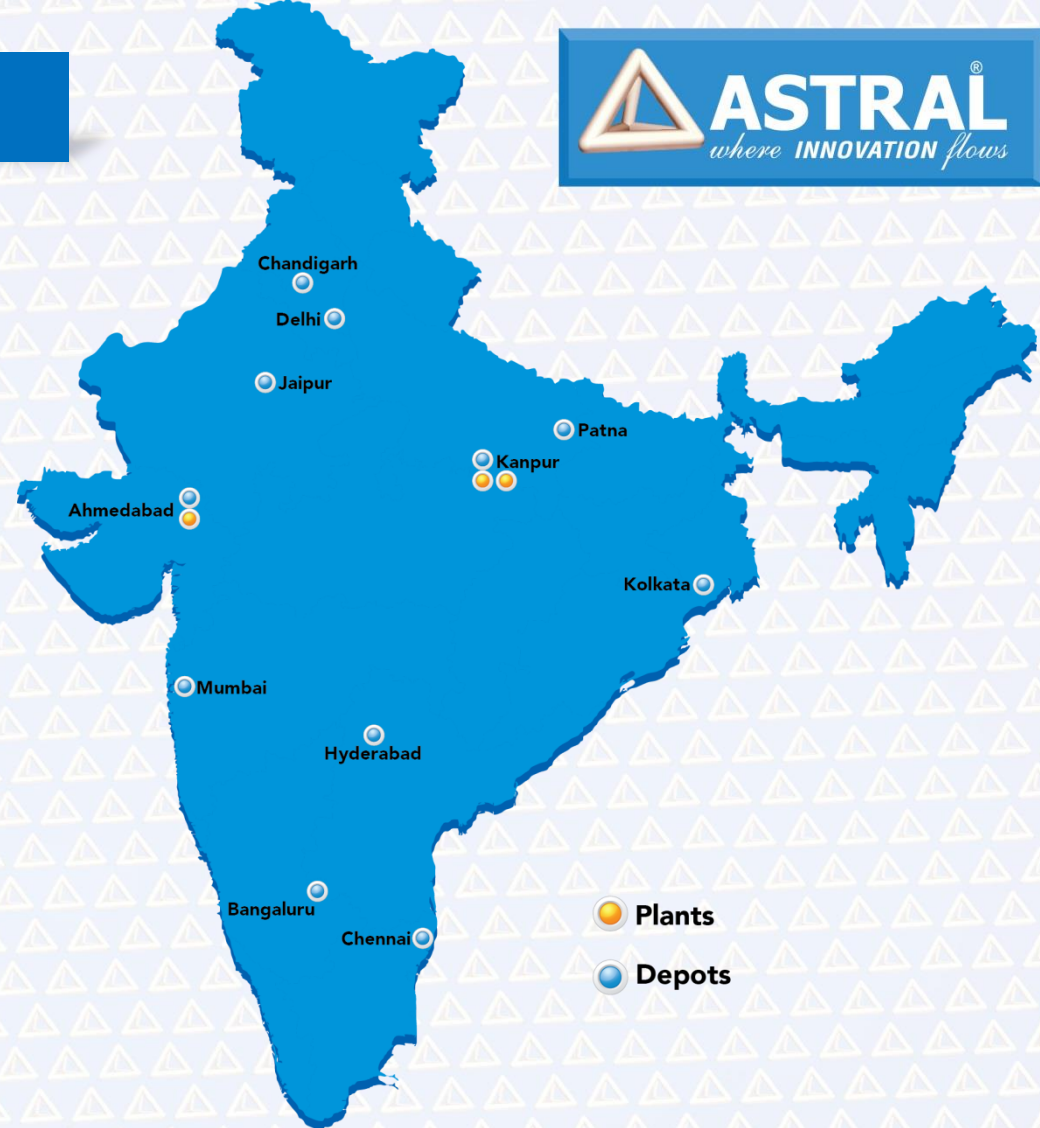 ASTRAL®
where INNOVATION flows
Chandigarh
Delhi
Jaipur
Patna
Kanpur
Ahmedabad
Kolkata
Mumbai
Hyderabad
Bangaluru
Chennai
Plants
Depots